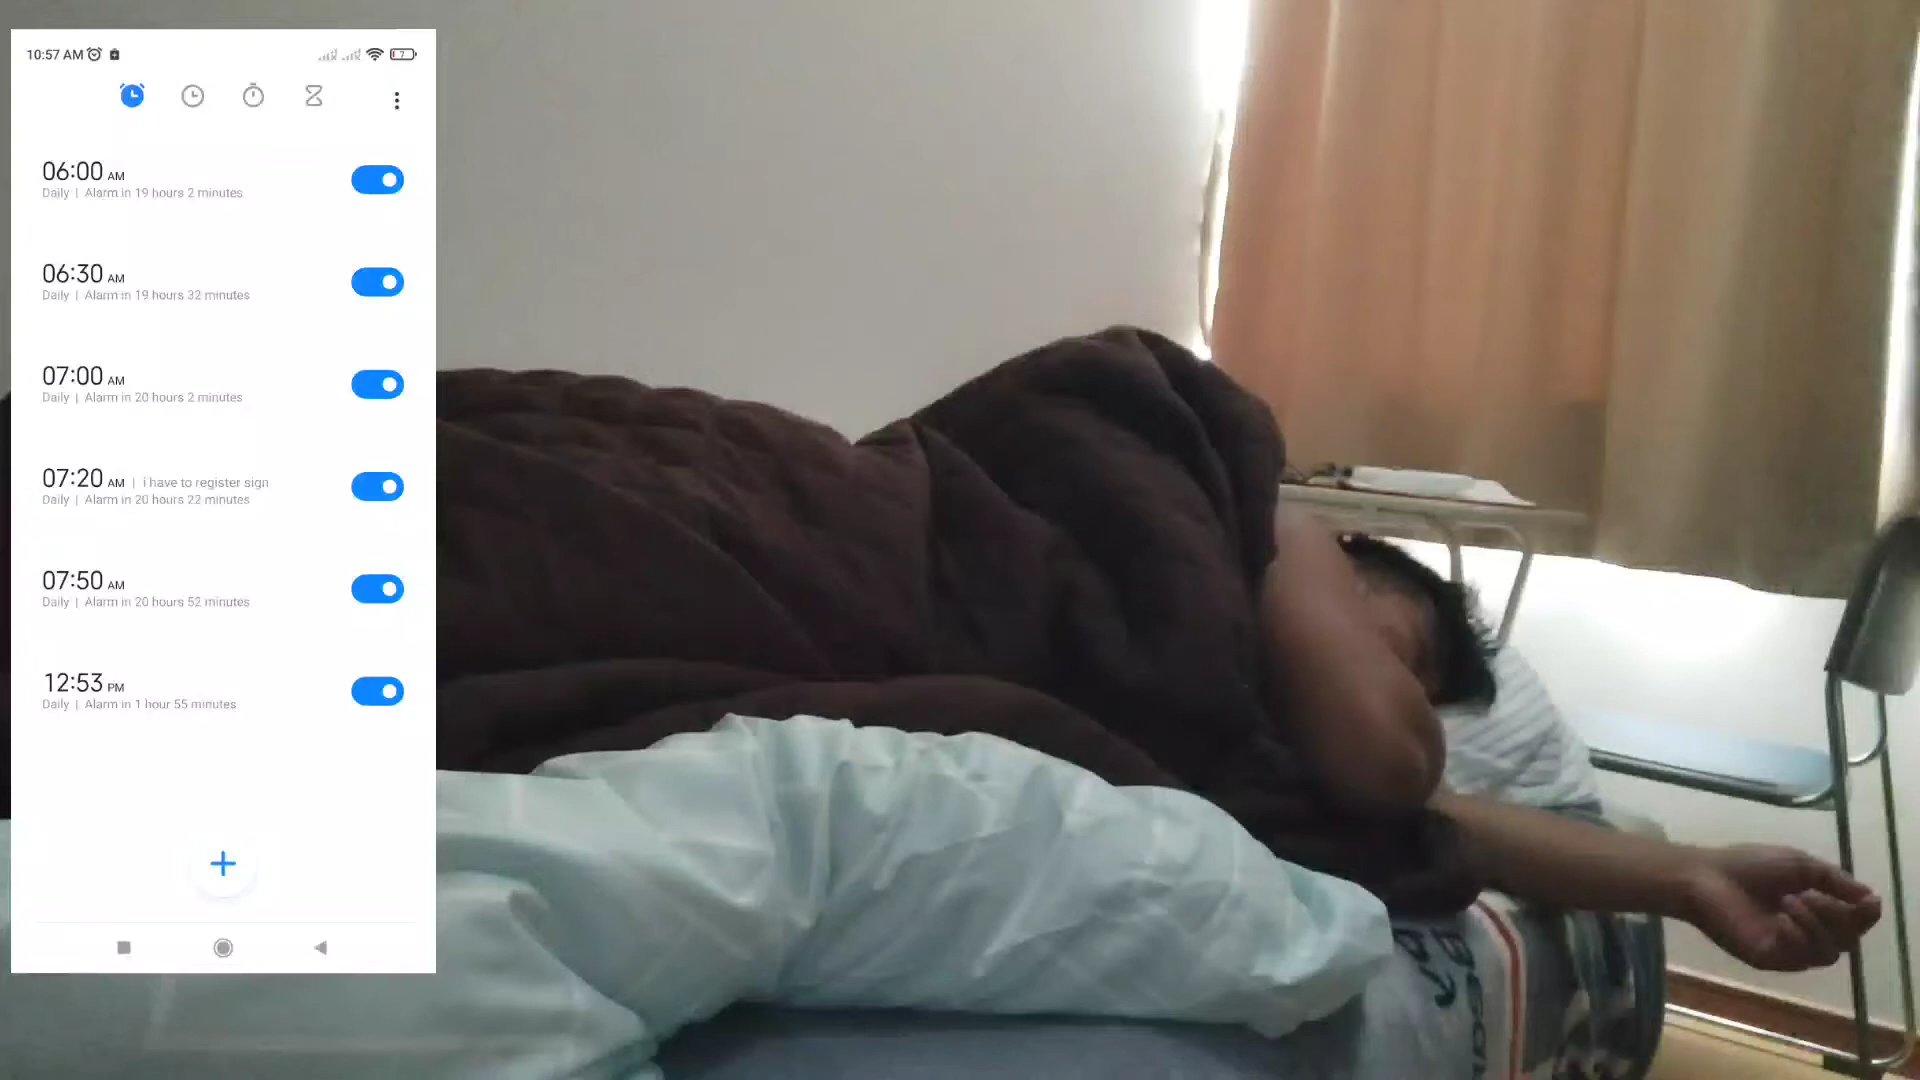 10:57 AM
7
06:00 AM
Daily | Alarm in 19 hours 2 minutes
06:30 AM
Daily | Alarm in 19 hours 32 minutes
07:00 AM
Daily | Alarm in 20 hours 2 minutes
07:20 AM | i have to register sign
Daily | Alarm in 20 hours 22 minutes
07:50 AM
Daily | Alarm in 20 hours 52 minutes
12:53 PM
Daily | Alarm in 1 hour 55 minutes